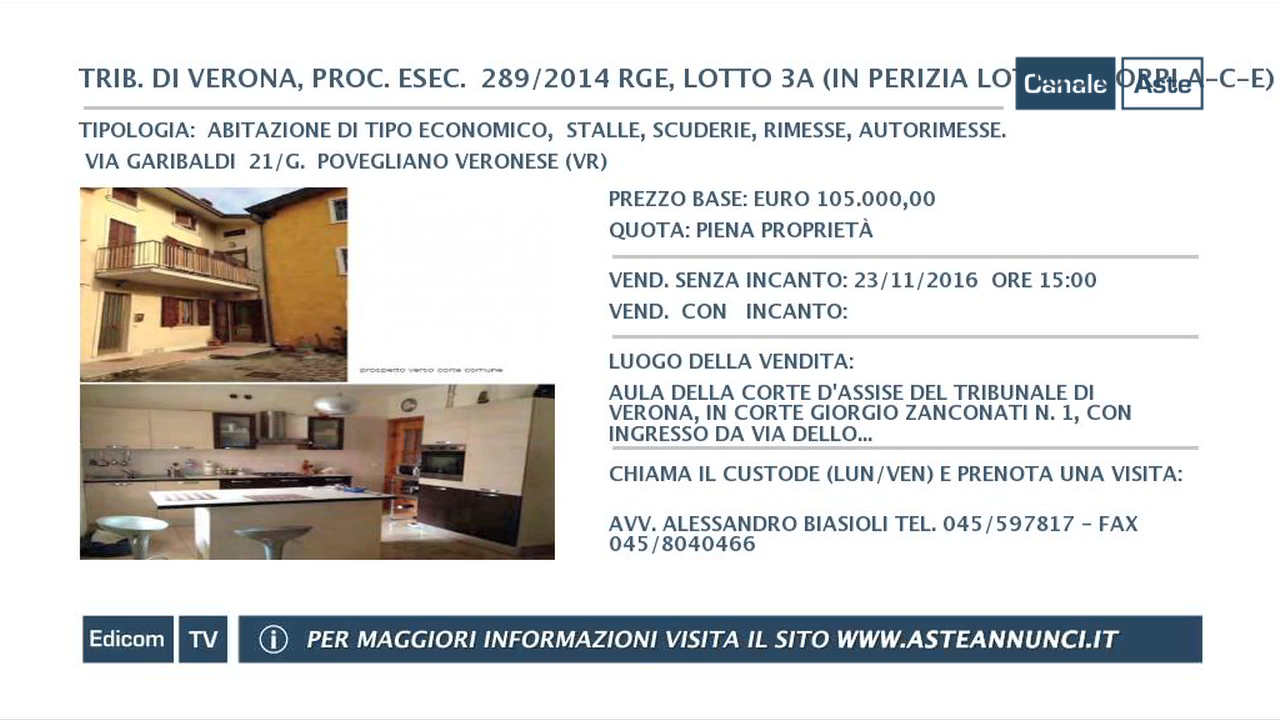 TRIB. DI VERONA, PROC. ESEC. 289/2014 RGE, LOTTO 3A (IN PERIZIA A-C-E)
Canale Aste
TIPOLOGIA: ABITAZIONE DI TIPO ECONOMICO, STALLE, SCUDERIE, RIMESSE, AUTORIMESSE.
VIA GARIBALDI 21/G. POVEGLIANO VERONESE (VR)
PREZZO BASE: EURO 105.000,00
QUOTA: PIENA PROPRIETÀ
VEND. SENZA INCANTO: 23/11/2016 ORE 15:00
VEND. CON INCANTO:
prospetto verso corte comune
LUOGO DELLA VENDITA:
AULA DELLA CORTE D'ASSISE DEL TRIBUNALE DI
VERONA, IN CORTE GIORGIO ZANCONATI N. 1, CON
INGRESSO DA VIA DELLO...
CHIAMA IL CUSTODE (LUN/VEN) E PRENOTA UNA VISITA:
AVV. ALESSANDRO BIASIOLI TEL. 045/597817 - FAX
045/8040466
Edicom TV
PER MAGGIORI INFORMAZIONI VISITA IL SITO WWW.ASTEANNUNCI.IT